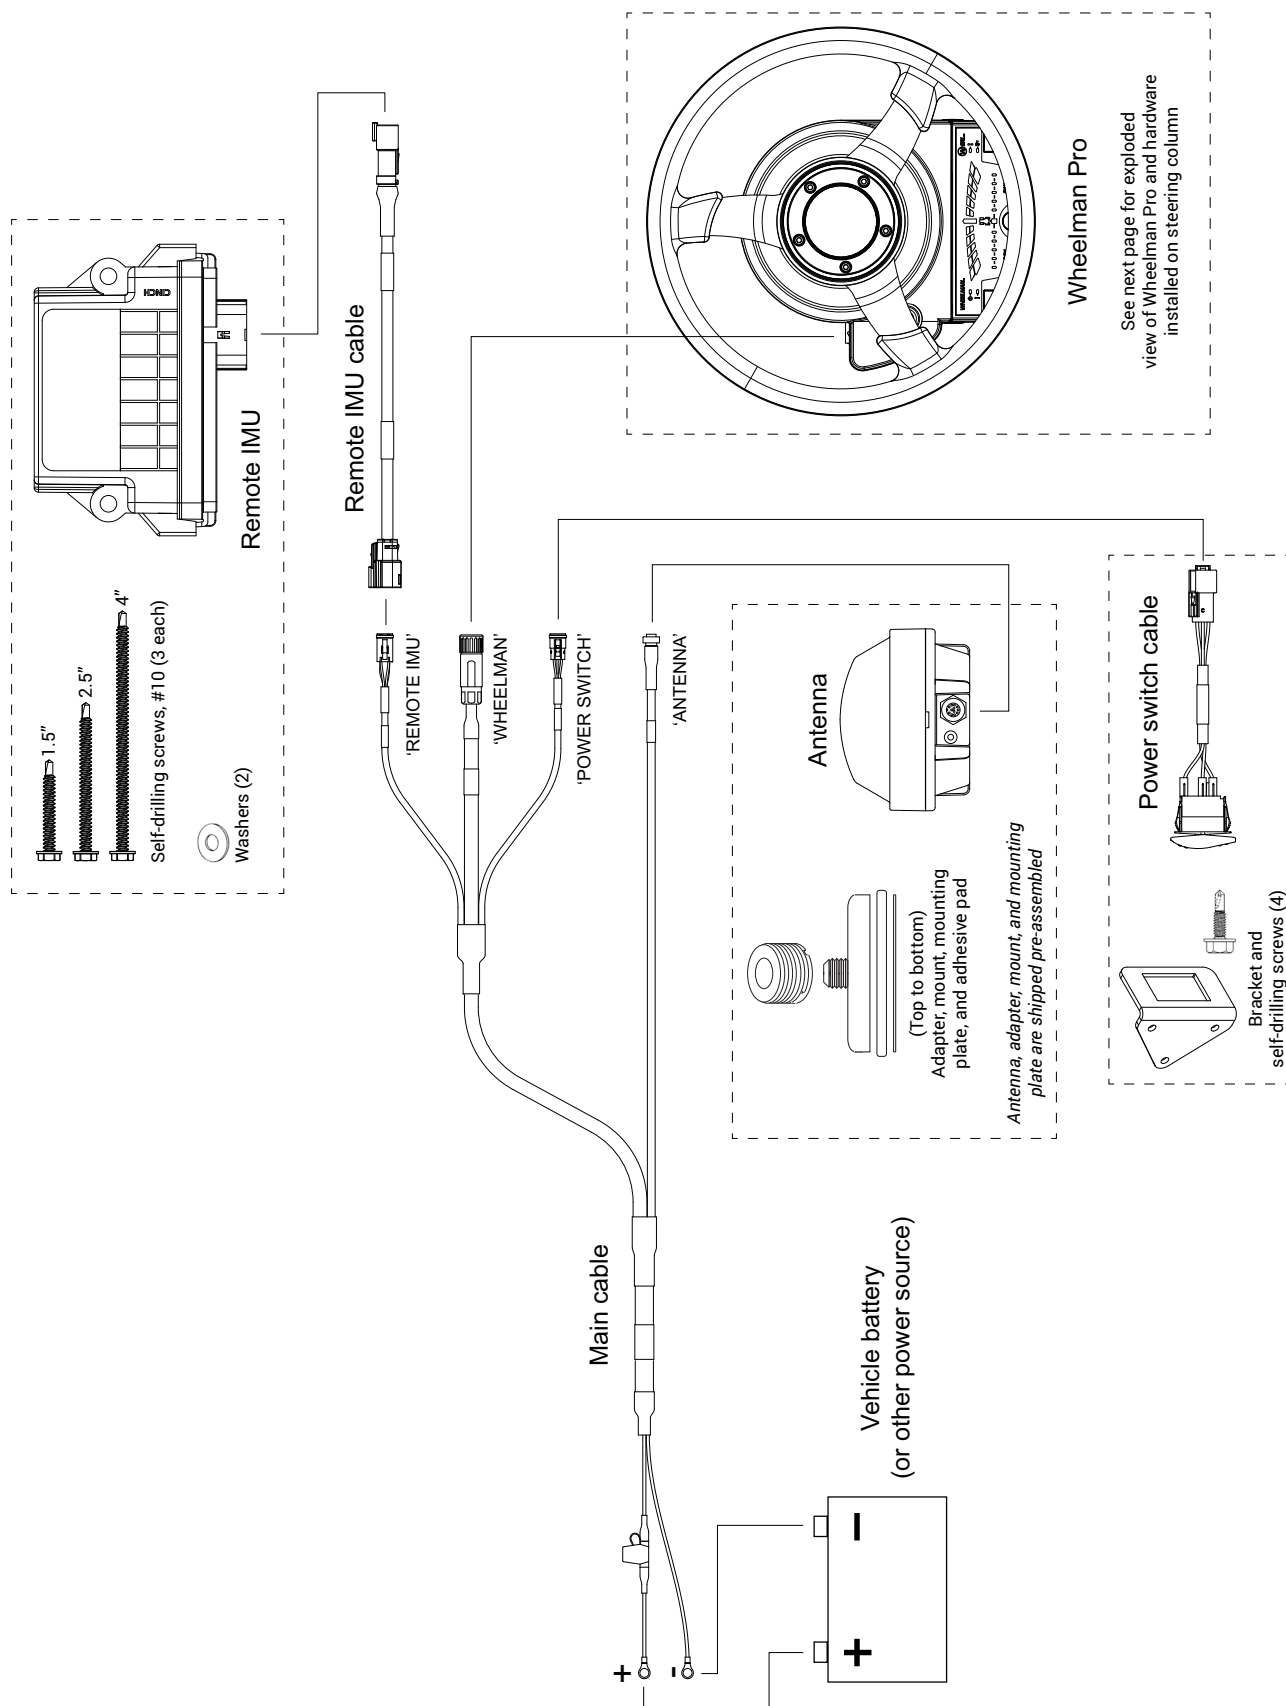 1.5”
2.5”
4”
Self-drilling screws, #10 (3 each)
Washers (2)
CINCH
Remote IMU
Remote IMU cable
‘REMOTE IMU’
‘WHEELMAN’
‘POWER SWITCH’
‘ANTENNA’
Main cable
+
-
Vehicle battery
(or other power source)
+
−
Antenna
(Top to bottom)
Adapter, mount, mounting
plate, and adhesive pad
Antenna, adapter, mount, and mounting
plate are shipped pre-assembled
Wheelman Pro
See next page for exploded
view of Wheelman Pro and hardware
installed on steering column
Power switch cable
Bracket and
self-drilling screws (4)